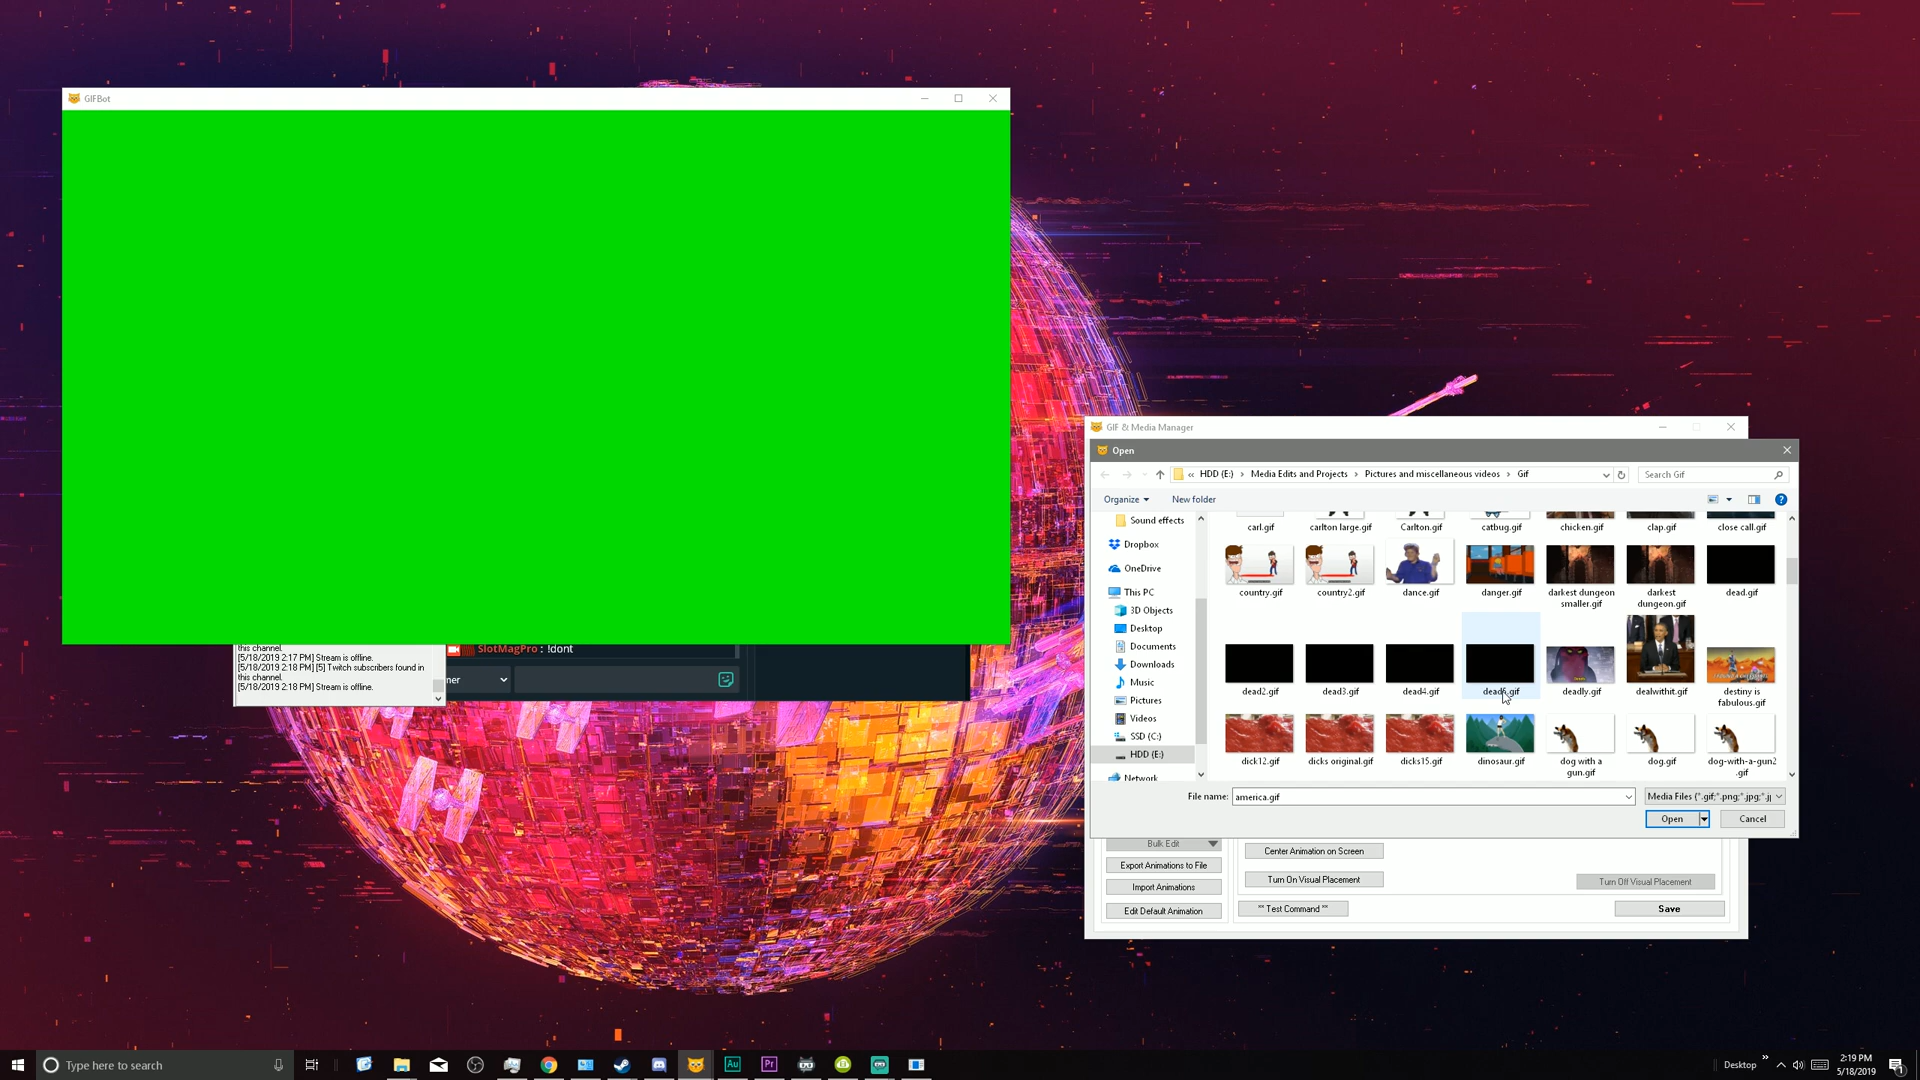 GIFBot
this channel.
[5/18/2019 2:17 PM] Stream is offline.
[5/18/2019 2:18 PM] [5] Twitch subscribers found in
this channel.
[5/18/2019 2:18 PM] Stream is offline.
SlotMagPro : !dont
ner
GIF & Media Manager
Open
« HDD (E:) › Media Edits and Projects › Pictures and miscellaneous videos › Gif
Search Gif
Organize
New folder
Sound effects
Dropbox
OneDrive
This PC
3D Objects
Desktop
Documents
Downloads
Music
Pictures
Videos
SSD (C:)
HDD (E:)
Network
carl.gif
carlton large.gif
Carlton.gif
catbug.gif
chicken.gif
clap.gif
close call.gif
country.gif
country2.gif
dance.gif
danger.gif
darkest dungeon
smaller.gif
darkest
dungeon.gif
dead.gif
dead2.gif
dead3.gif
dead4.gif
deadly.gif
dealwithit.gif
destiny is
fabulous.gif
dick12.gif
dicks original.gif
dicks15.gif
dinosaur.gif
dog with a
gun.gif
dog.gif
dog-with-a-gun2
.gif
File name:
america.gif
Media Files (*.gif;*.png;*.jpg;*.j
Open
Cancel
Bulk Edit
Export Animations to File
Import Animations
Edit Default Animation
Center Animation on Screen
Turn On Visual Placement
Turn Off Visual Placement
** Test Command **
Save
Type here to search
Au
Pr
Desktop
2:19 PM
5/18/2019